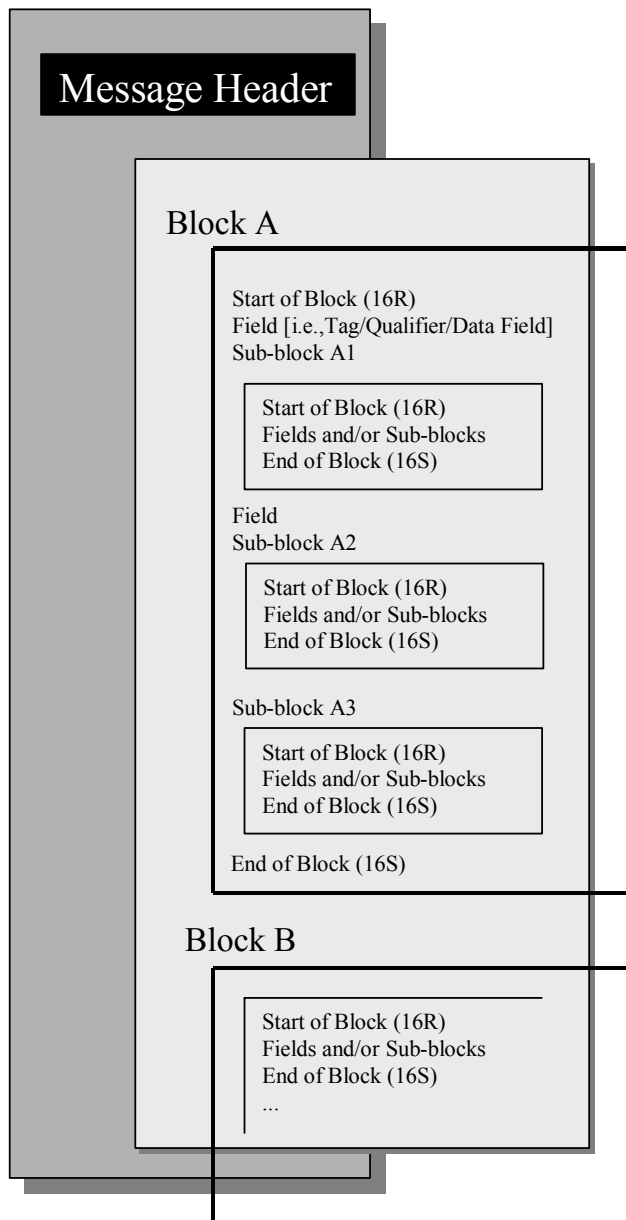 Message Header
Block A
Start of Block (16R)
Field [i.e.,Tag/Qualifier/Data Field]
Sub-block A1
Start of Block (16R)
Fields and/or Sub-blocks
End of Block (16S)
Field
Sub-block A2
Start of Block (16R)
Fields and/or Sub-blocks
End of Block (16S)
Sub-block A3
Start of Block (16R)
Fields and/or Sub-blocks
End of Block (16S)
End of Block (16S)
Block B
Start of Block (16R)
Fields and/or Sub-blocks
End of Block (16S)
...